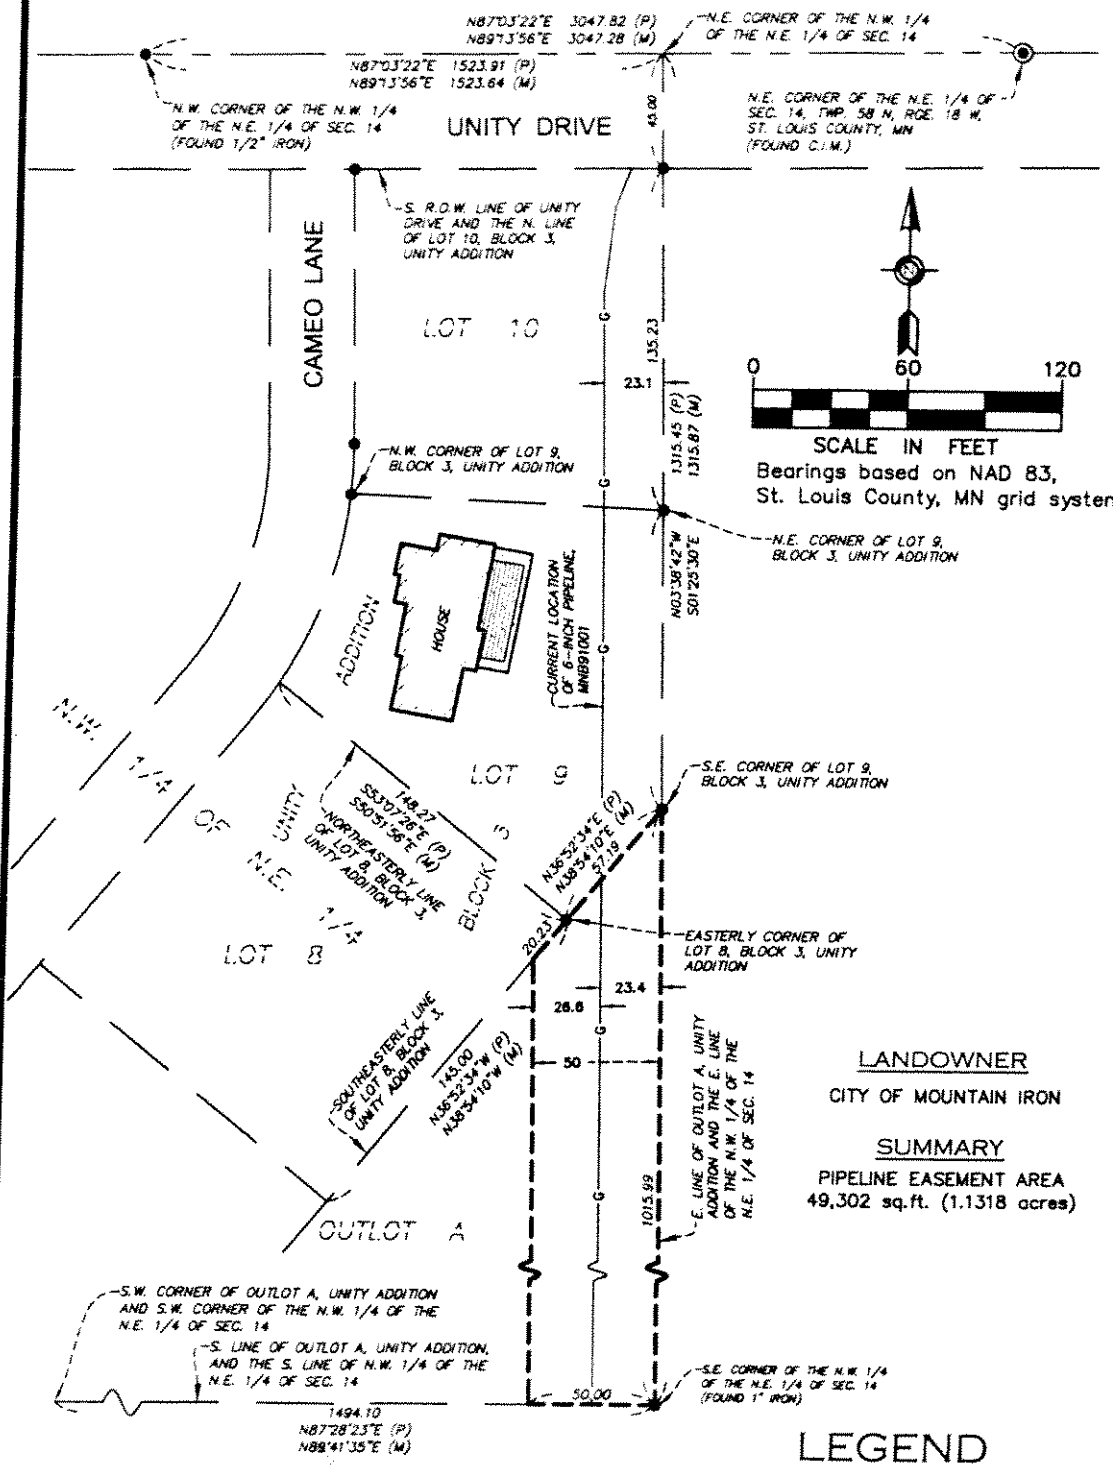 N87°03'22"E 3047.82 (P)
N89°13'56"E 3047.28 (M)
N.E. CORNER OF THE N.W. 1/4
OF THE N.E. 1/4 OF SEC. 14
N87°03'22"E 1523.91 (P)
N89°13'56"E 1523.64 (M)
N.W. CORNER OF THE N.W. 1/4
OF THE N.E. 1/4 OF SEC. 14
(FOUND 1/2" IRON)
UNITY DRIVE
45.00
N.E. CORNER OF THE N.E. 1/4 OF
SEC. 14, TWP. 58 N, RGE. 18 W,
ST. LOUIS COUNTY, MN
(FOUND C.I.M.)
S. R.O.W. LINE OF UNITY
DRIVE AND THE N. LINE
OF LOT 10, BLOCK 3,
UNITY ADDITION
CAMEO LANE
LOT 10
G
135.23
23.1
N
0 60 120
SCALE IN FEET
Bearings based on NAD 83,
St. Louis County, MN grid system
1315.45 (P)
1315.87 (M)
N.W. CORNER OF LOT 9,
BLOCK 3, UNITY ADDITION
G
N.E. CORNER OF LOT 9,
BLOCK 3, UNITY ADDITION
N03°38'42"W
S01°25'30"E
HOUSE
CURRENT LOCATION
OF 6-INCH PIPELINE,
MNB91001
G
ADDITION
UNITY
N.W. 1/4 OF N.E. 1/4
LOT 9
BLOCK 3
S.E. CORNER OF LOT 9,
BLOCK 3, UNITY ADDITION
148.27
S53°07'26"E (P)
S50°51'56"E (M)
NORTHEASTERLY LINE
OF LOT 8, BLOCK 3,
UNITY ADDITION
N36°52'34"E (P)
N38°54'10"E (M)
57.19
20.23
EASTERLY CORNER OF
LOT 8, BLOCK 3, UNITY
ADDITION
LOT 8
23.4
26.6
G
50
SOUTHEASTERLY LINE
OF LOT 8, BLOCK 3,
UNITY ADDITION
145.00
N36°52'34"W (P)
N38°54'10"W (M)
E. LINE OF OUTLOT A, UNITY
ADDITION AND THE E. LINE
OF THE N.W. 1/4 OF THE
N.E. 1/4 OF SEC. 14
1015.99
G
LANDOWNER
CITY OF MOUNTAIN IRON
SUMMARY
PIPELINE EASEMENT AREA
49,302 sq.ft. (1.1318 acres)
OUTLOT A
S.W. CORNER OF OUTLOT A, UNITY ADDITION
AND S.W. CORNER OF THE N.W. 1/4 OF THE
N.E. 1/4 OF SEC. 14
S. LINE OF OUTLOT A, UNITY ADDITION,
AND THE S. LINE OF N.W. 1/4 OF THE
N.E. 1/4 OF SEC. 14
50.00
S.E. CORNER OF THE N.W. 1/4
OF THE N.E. 1/4 OF SEC. 14
(FOUND 1" IRON)
1494.10
N87°28'23"E (P)
N89°41'35"E (M)
LEGEND